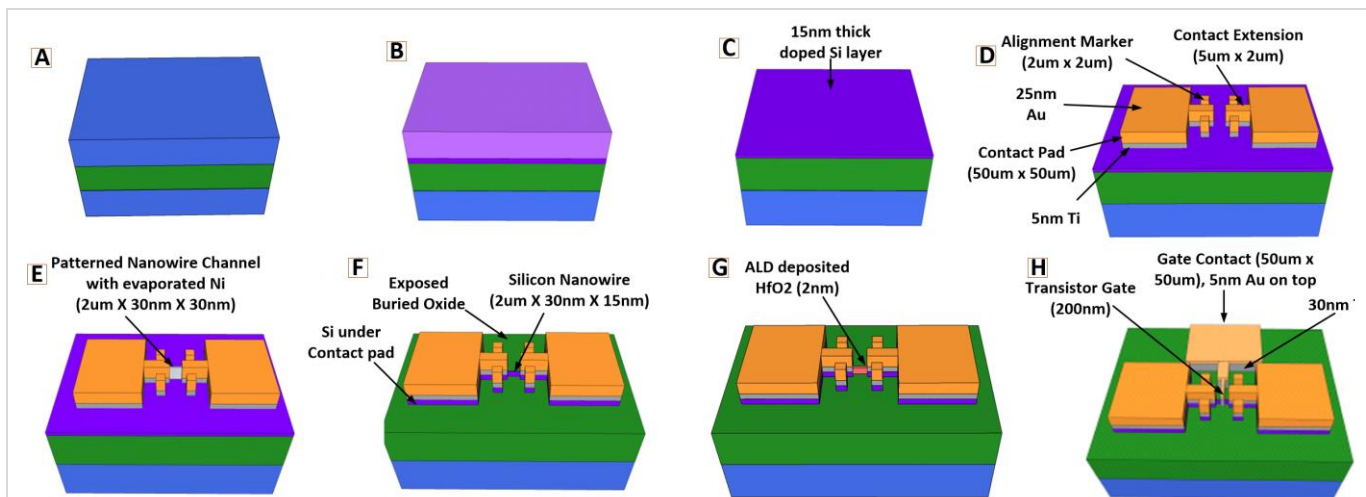 A
B
C
15nm thick
doped Si layer
D
Alignment Marker
(2um x 2um)
Contact Extension
(5um x 2um)
25nm
Au
Contact Pad
(50um x 50um)
5nm Ti
E
Patterned Nanowire Channel
with evaporated Ni
(2um X 30nm X 30nm)
F
Exposed
Buried Oxide
Silicon Nanowire
(2um X 30nm X 15nm)
Si under
Contact pad
G
ALD deposited
HfO2 (2nm)
H
Gate Contact (50um x
50um), 5nm Au on top
Transistor Gate
(200nm)
30nm